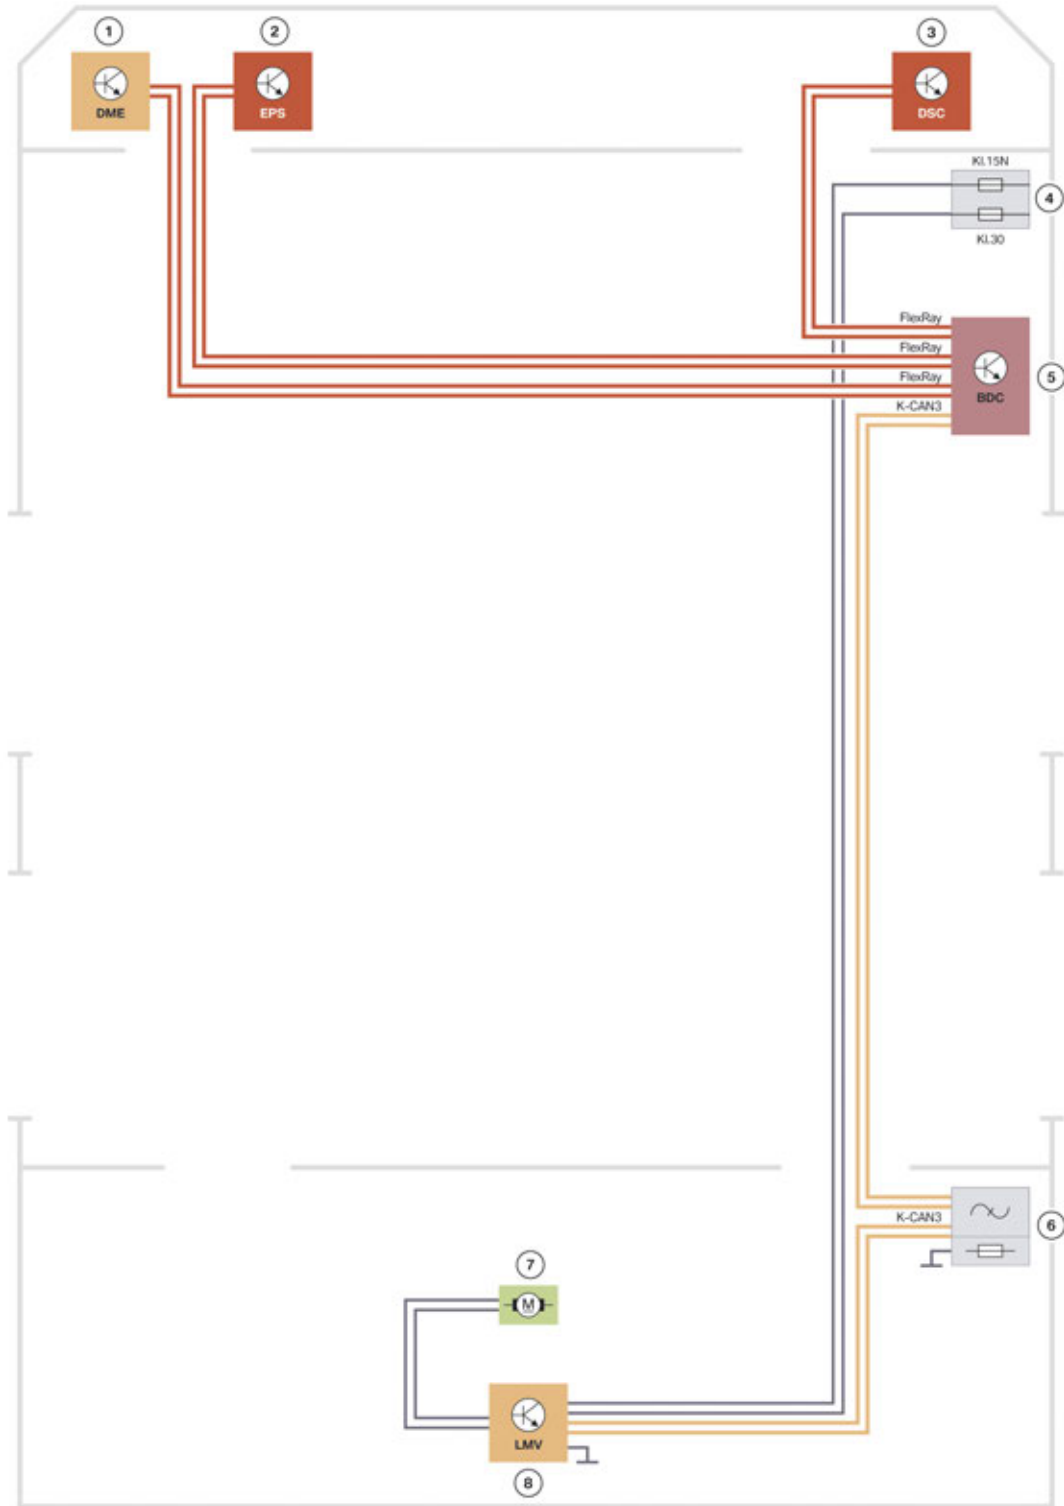 1
2
3
DME
EPS
DSC
Kl.15N
4
Kl.30
FlexRay
FlexRay
FlexRay
5
BDC
K-CAN3
K-CAN3
6
7
M
LMV
8